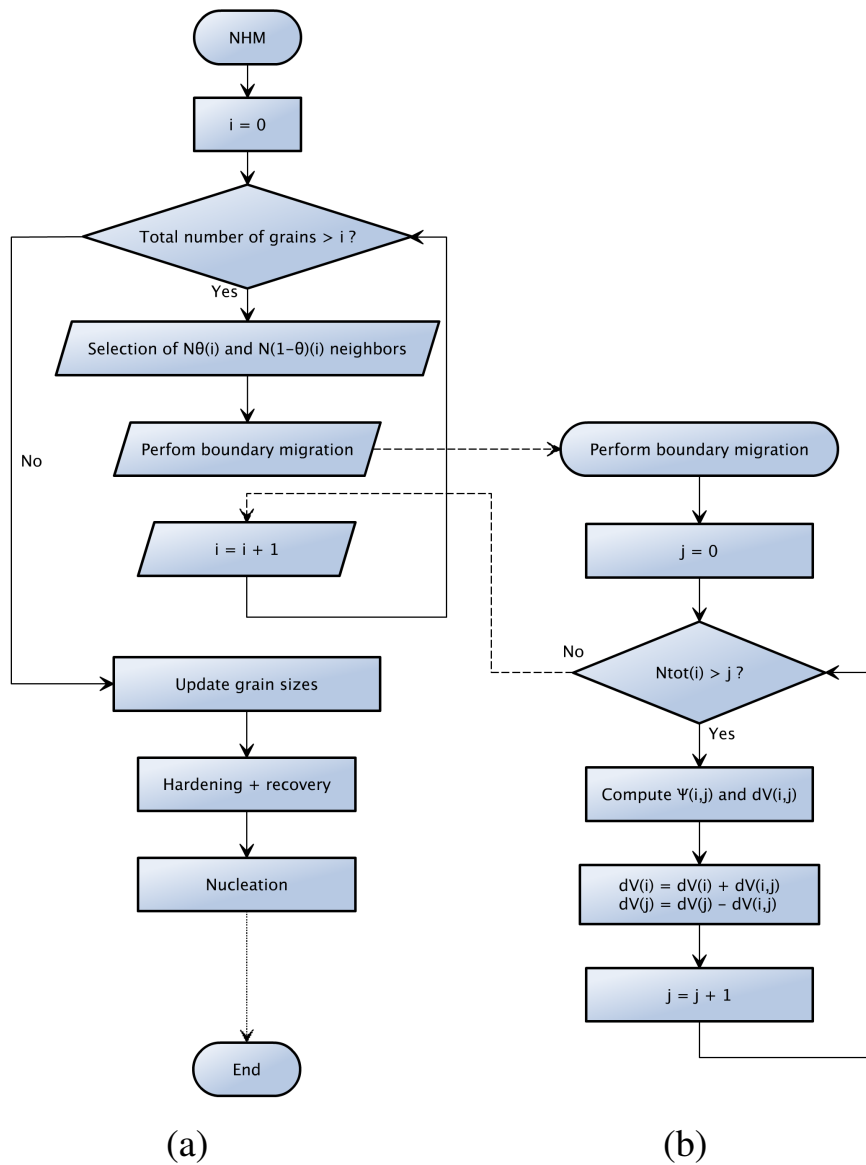 NHM
i = 0
Total number of grains > i ?
Yes
Selection of Nθ(i) and N(1-θ)(i) neighbors
Perfom boundary migration
No
i = i + 1
Update grain sizes
Hardening + recovery
Nucleation
End
(a)
Perform boundary migration
j = 0
No
Ntot(i) > j ?
Yes
Compute Ψ(i,j) and dV(i,j)
dV(i) = dV(i) + dV(i,j)
dV(j) = dV(j) - dV(i,j)
j = j + 1
(b)